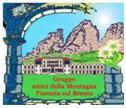 Gruppo
amici della Montagna
Piazzola sul Brenta